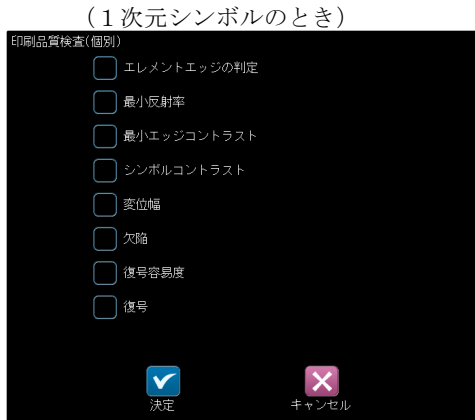 （１次元シンボルのとき）
印刷品質検査(個別)
エレメントエッジの判定
最小反射率
最小エッジコントラスト
シンボルコントラスト
変位幅
欠陥
復号容易度
復号
決定
キャンセル